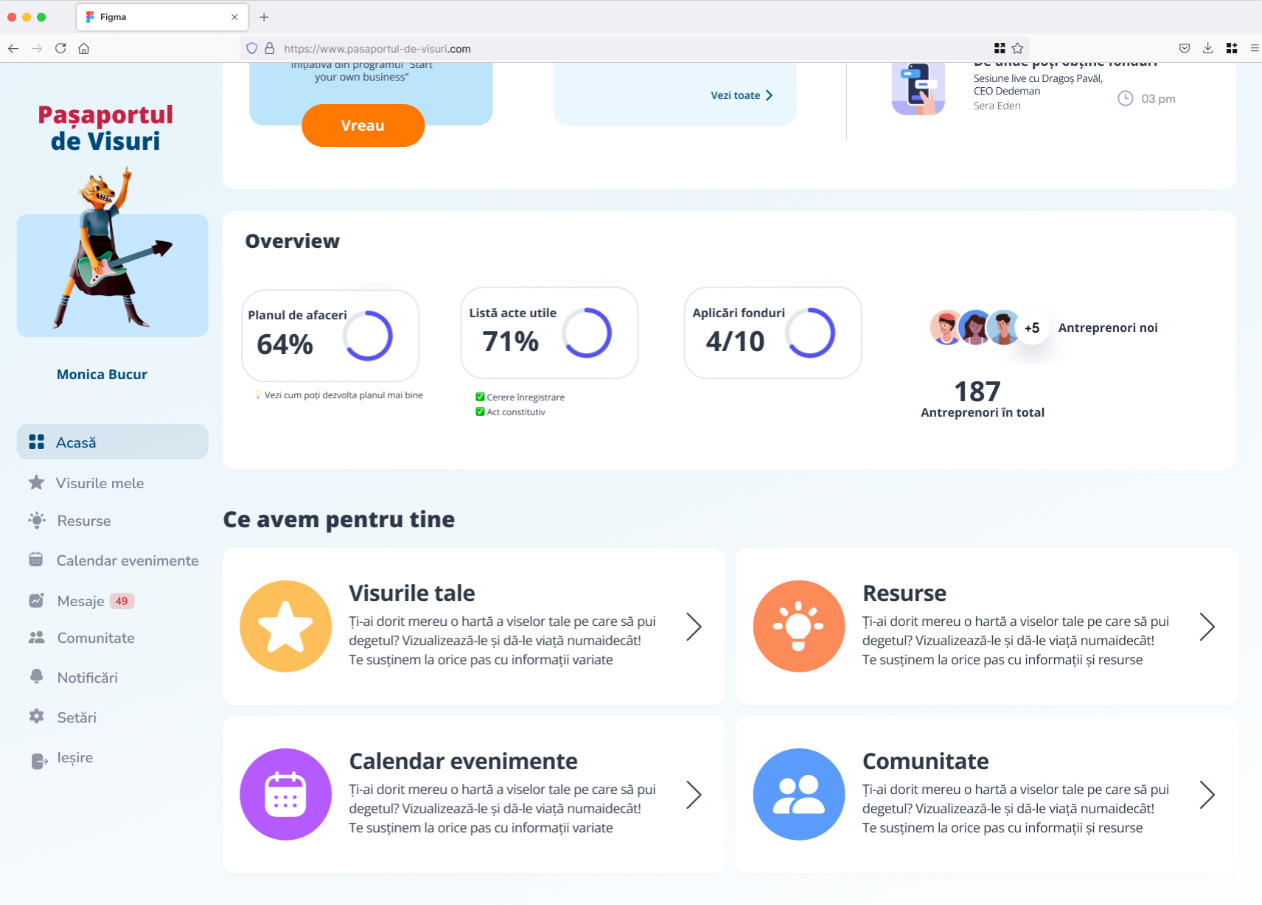 Figma
https://www.pasaportul-de-visuri.com
Pașaportul
de Visuri
Monica Bucur
Acasă
Visurile mele
Resurse
Calendar evenimente
Mesaje 49
Comunitate
Notificări
Setări
Ieșire
Inițiativa din programul "Start
your own business”
Vreau
Vezi toate
De unde poți obține fonduri
Sesiune live cu Dragoș Pavăl,
CEO Dedeman
Sera Eden
03 pm
Overview
Planul de afaceri
64%
Vezi cum poți dezvolta planul mai bine
Listă acte utile
71%
Cerere înregistrare
Act constitutiv
Aplicări fonduri
4/10
+5
Antreprenori noi
187
Antreprenori în total
Ce avem pentru tine
Visurile tale
Ți-ai dorit mereu o hartă a viselor tale pe care să pui
degetul? Vizualizează-le și dă-le viață numaidecât!
Te susținem la orice pas cu informații variate
Resurse
Ți-ai dorit mereu o hartă a viselor tale pe care să pui
degetul? Vizualizează-le și dă-le viață numaidecât!
Te susținem la orice pas cu informații și resurse
Calendar evenimente
Ți-ai dorit mereu o hartă a viselor tale pe care să pui
degetul? Vizualizează-le și dă-le viață numaidecât!
Te susținem la orice pas cu informații variate
Comunitate
Ți-ai dorit mereu o hartă a viselor tale pe care să pui
degetul? Vizualizează-le și dă-le viață numaidecât!
Te susținem la orice pas cu informații și resurse